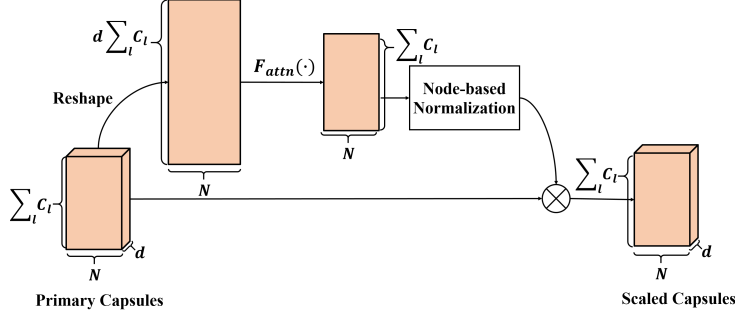 d ∑_l C_l
N
Reshape
F_attn(·)
∑_l C_l
N
Node-based
Normalization
∑_l C_l
N
d
Primary Capsules
∑_l C_l
N
d
Scaled Capsules